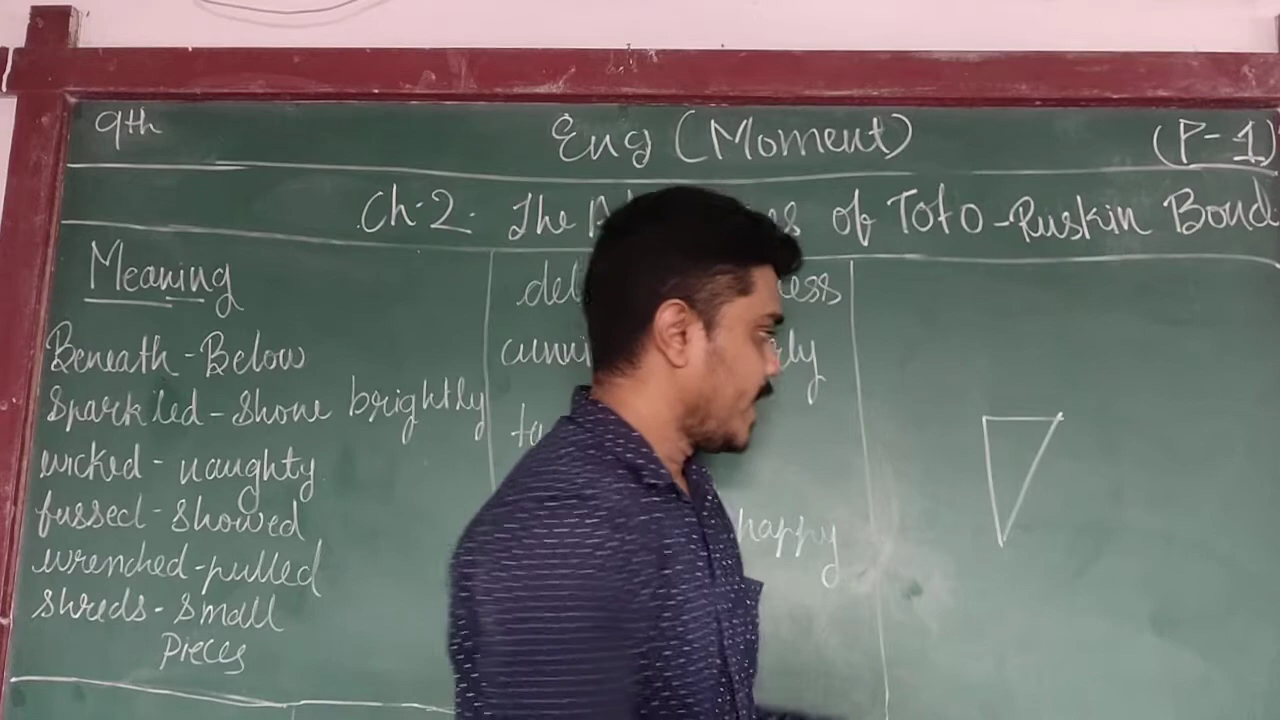 9th
Eng (Moment)
(P-1)
Ch-2. The of Toto-Ruskin Bond
Meaning
Beneath-Below
Sparkled-Shone brightly
wicked-naughty
fussed-Showed
wrenched-pulled
shreds-Small
Pieces
happy